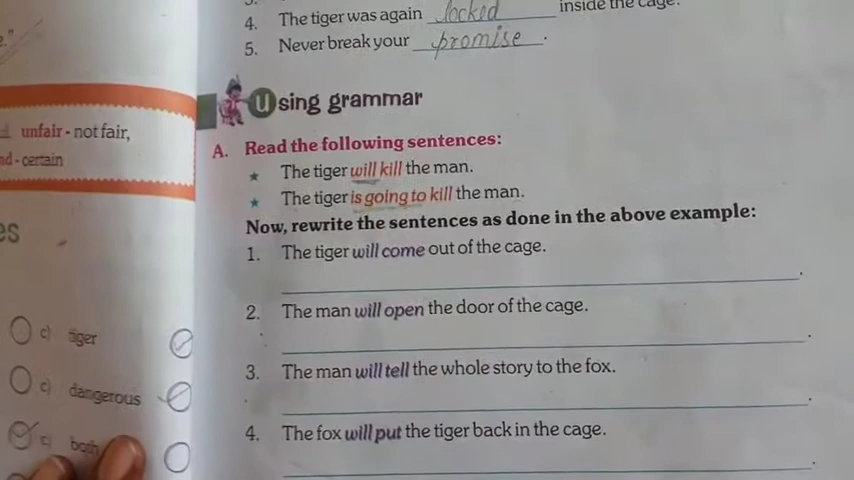 4. The tiger was again locked inside the cage.
5. Never break your promise.
unfair - not fair,
- certain
Using grammar
A. Read the following sentences:
★ The tiger will kill the man.
★ The tiger is going to kill the man.
Now, rewrite the sentences as done in the above example:
1. The tiger will come out of the cage.
2. The man will open the door of the cage.
3. The man will tell the whole story to the fox.
4. The fox will put the tiger back in the cage.
c) tiger
c) dangerous
c) both